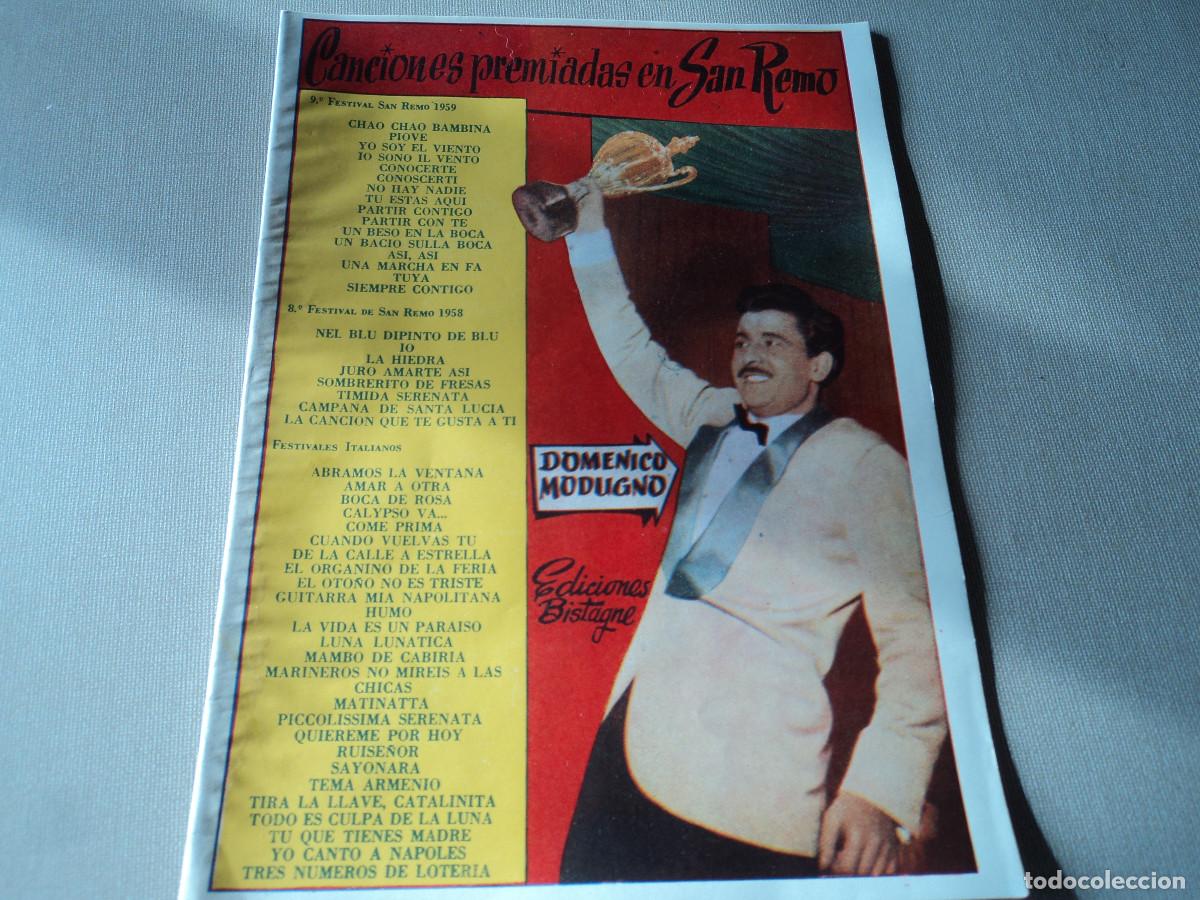 Canciones premiadas en San Remo
9.º FESTIVAL SAN REMO 1959
CHAO CHAO BAMBINA
PIOVE
YO SOY EL VIENTO
IO SONO IL VENTO
CONOCERTE
CONOSCERTI
NO HAY NADIE
TU ESTAS AQUI
PARTIR CONTIGO
PARTIR CON TE
UN BESO EN LA BOCA
UN BACIO SULLA BOCA
ASI, ASI
UNA MARCHA EN FA
TUYA
SIEMPRE CONTIGO
8.º FESTIVAL DE SAN REMO 1958
NEL BLU DIPINTO DE BLU
IO
LA HIEDRA
JURO AMARTE ASI
SOMBRERITO DE FRESAS
TIMIDA SERENATA
CAMPANA DE SANTA LUCIA
LA CANCION QUE TE GUSTA A TI
FESTIVALES ITALIANOS
ABRAMOS LA VENTANA
AMAR A OTRA
BOCA DE ROSA
CALYPSO VA...
COME PRIMA
CUANDO VUELVAS TU
DE LA CALLE A ESTRELLA
EL ORGANINO DE LA FERIA
EL OTOÑO NO ES TRISTE
GUITARRA MIA NAPOLITANA
HUMO
LA VIDA ES UN PARAISO
LUNA LUNATICA
MAMBO DE CABIRIA
MARINEROS NO MIREIS A LAS
CHICAS
MATINATTA
PICCOLISSIMA SERENATA
QUIEREME POR HOY
RUISEÑOR
SAYONARA
TEMA ARMENIO
TIRA LA LLAVE, CATALINITA
TODO ES CULPA DE LA LUNA
TU QUE TIENES MADRE
YO CANTO A NAPOLES
TRES NUMEROS DE LOTERIA
DOMENICO
MODUGNO
Ediciones
Bistagne
todocoleccion